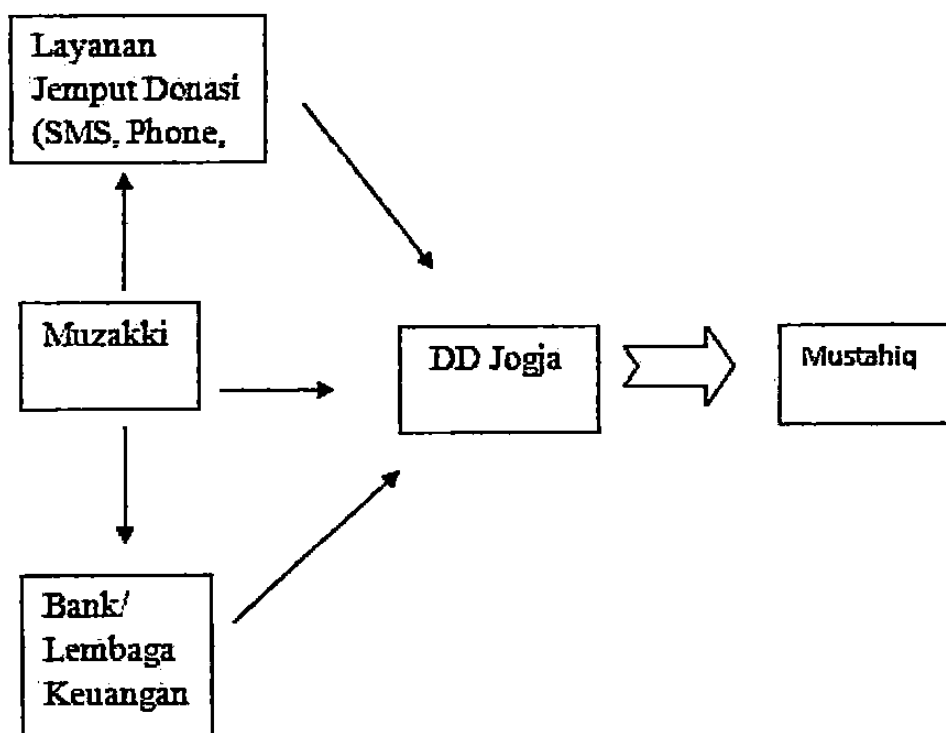 Layanan
Jemput Donasi
(SMS, Phone,
Muzakki
DD Jogja
Mustahiq
Bank/
Lembaga
Keuangan